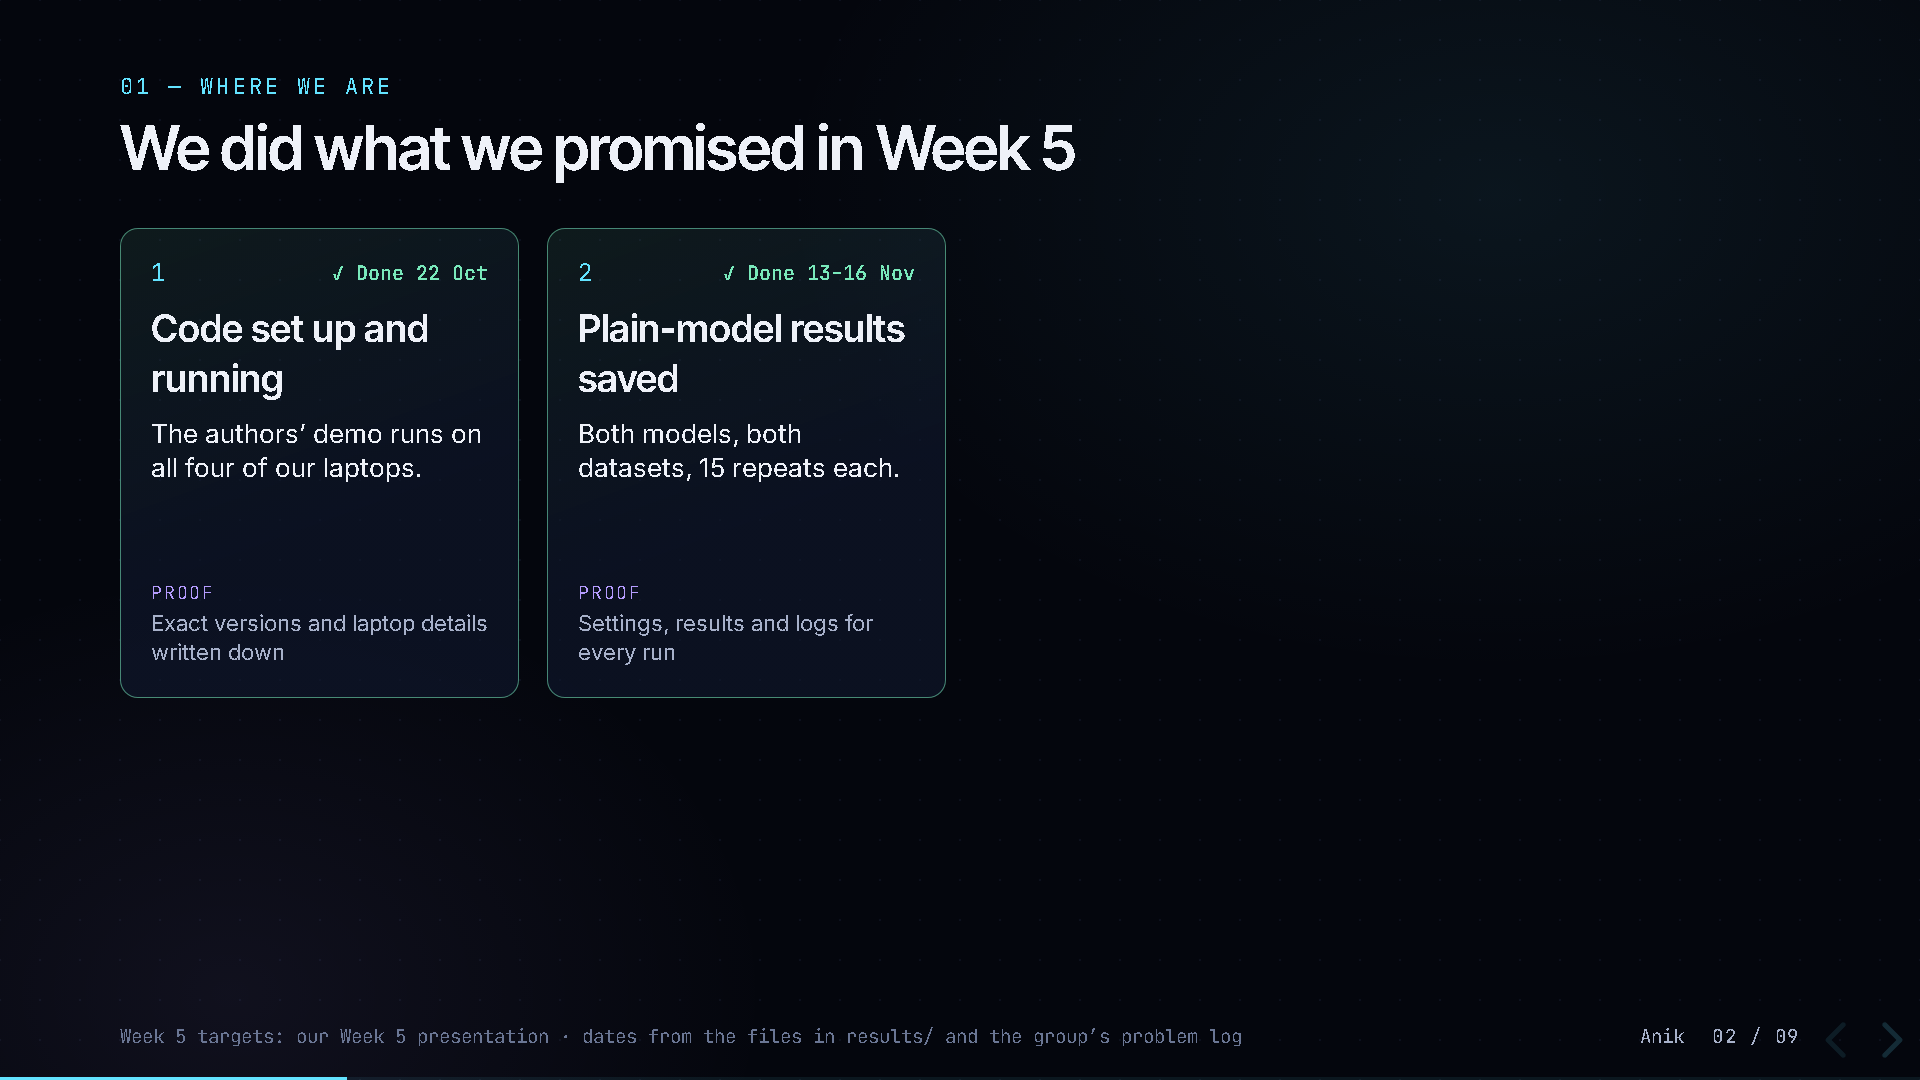 01 — WHERE WE ARE
We did what we promised in Week 5
1
✓ Done 22 Oct
Code set up and
running
The authors’ demo runs on
all four of our laptops.
PROOF
Exact versions and laptop details
written down
2
✓ Done 13–16 Nov
Plain-model results
saved
Both models, both
datasets, 15 repeats each.
PROOF
Settings, results and logs for
every run
Week 5 targets: our Week 5 presentation · dates from the files in results/ and the group’s problem log
Anik 02 / 09